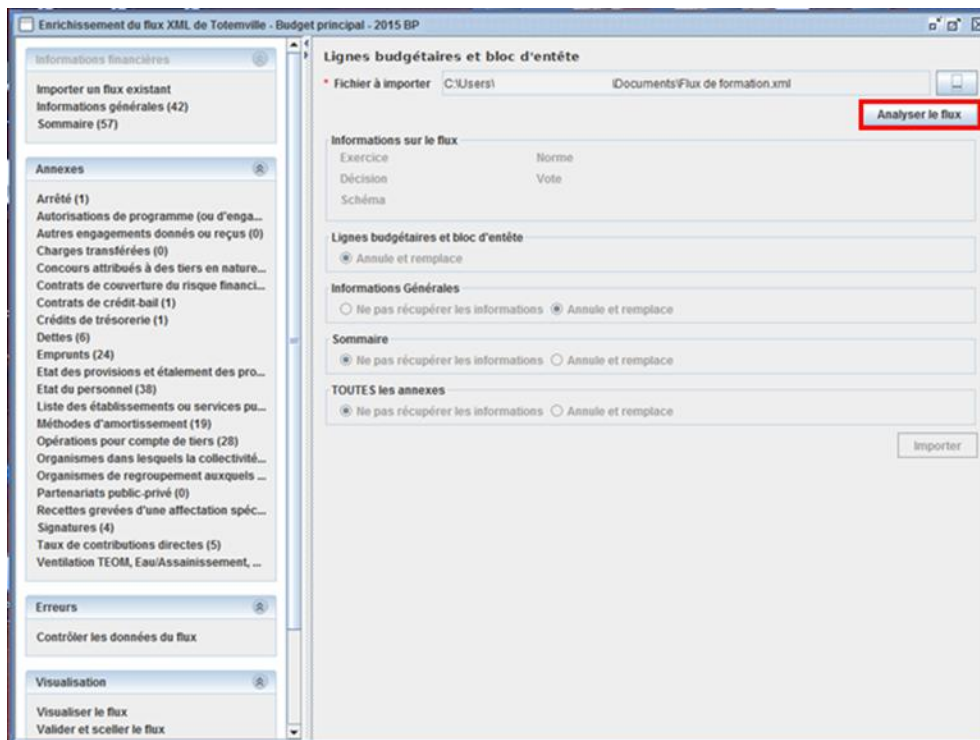 Enrichissement du flux XML de Totemville - Budget principal - 2015 BP
Informations financières
Importer un flux existant
Informations générales (42)
Sommaire (57)
Annexes
Arrêté (1)
Autorisations de programme (ou d'enga...
Autres engagements donnés ou reçus (0)
Charges transférées (0)
Concours attribués à des tiers en nature...
Contrats de couverture du risque financi...
Contrats de crédit-bail (1)
Crédits de trésorerie (1)
Dettes (6)
Emprunts (24)
Etat des provisions et étalement des pro...
Etat du personnel (38)
Liste des établissements ou services pu...
Méthodes d'amortissement (19)
Opérations pour compte de tiers (28)
Organismes dans lesquels la collectivité...
Organismes de regroupement auxquels ...
Partenariats public-privé (0)
Recettes grevées d'une affectation spéc...
Signatures (4)
Taux de contributions directes (5)
Ventilation TEOM, Eau/Assainissement, ...
Erreurs
Contrôler les données du flux
Visualisation
Visualiser le flux
Valider et sceller le flux
Lignes budgétaires et bloc d'entête
* Fichier à importer C:\Users\ \Documents\Flux de formation.xml
Analyser le flux
Informations sur le flux
Exercice Norme
Décision Vote
Schéma
Lignes budgétaires et bloc d'entête
Annule et remplace
Informations Générales
Ne pas récupérer les informations Annule et remplace
Sommaire
Ne pas récupérer les informations Annule et remplace
TOUTES les annexes
Ne pas récupérer les informations Annule et remplace
Importer